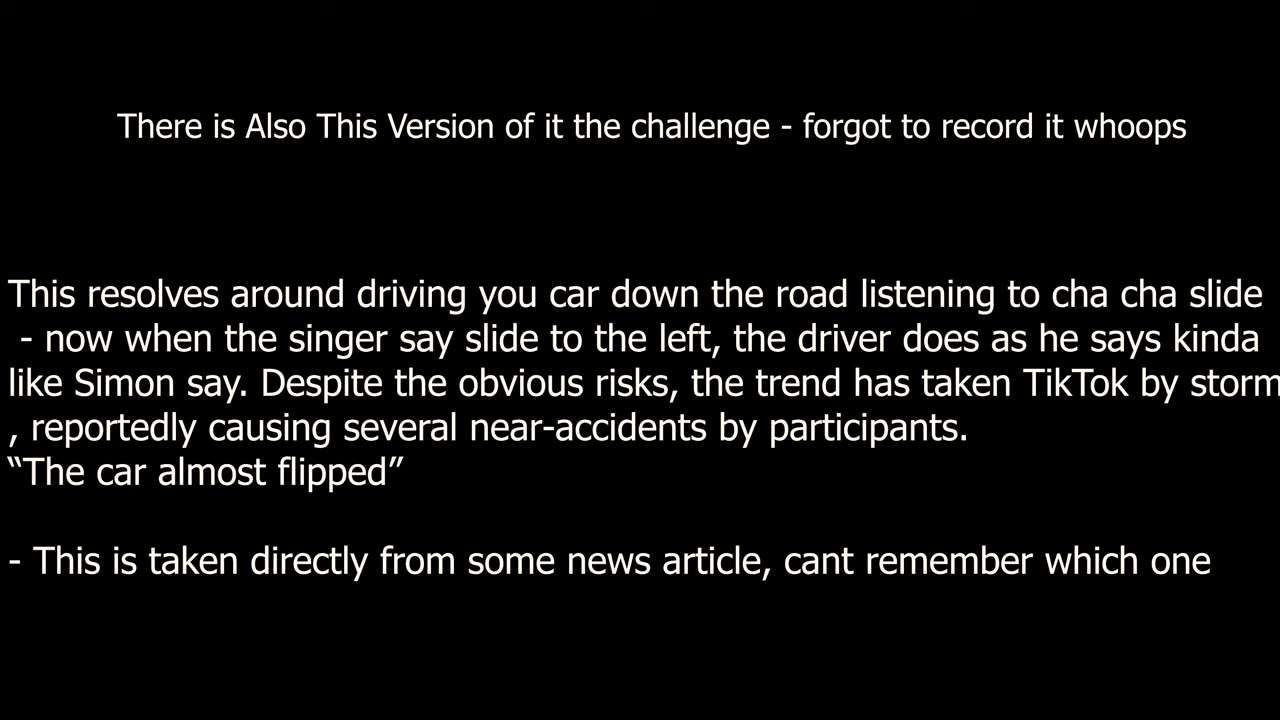 There is Also This Version of it the challenge - forgot to record it whoops
This resolves around driving you car down the road listening to cha cha slide
- now when the singer say slide to the left, the driver does as he says kinda
like Simon say. Despite the obvious risks, the trend has taken TikTok by storm
, reportedly causing several near-accidents by participants.
“The car almost flipped”
- This is taken directly from some news article, cant remember which one